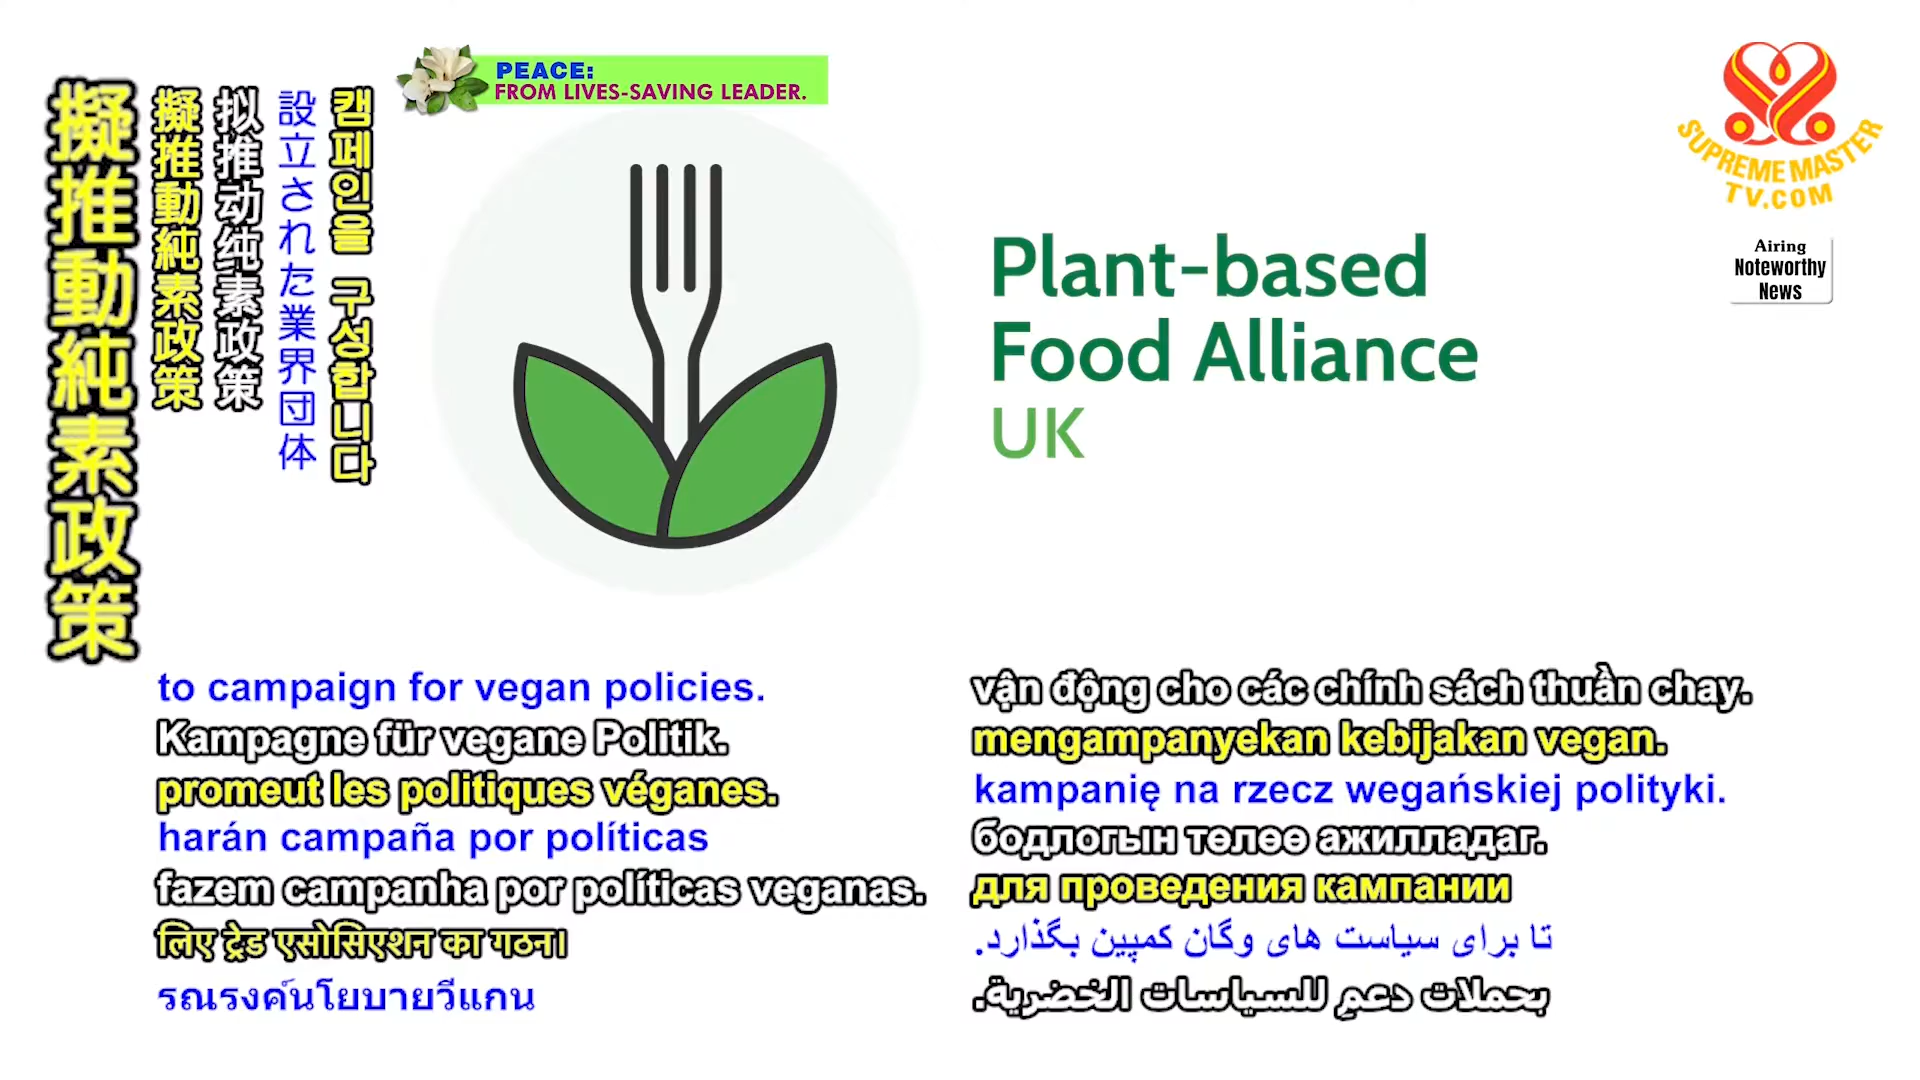 擬推動純素政策
擬推動純素政策
拟推动纯素政策
設立された業界団体
캠페인을 구성합니다
PEACE:
FROM LIVES-SAVING LEADER.
Plant-based
Food Alliance
UK
SUPREME MASTER
TV.COM
Airing
Noteworthy
News
to campaign for vegan policies.
Kampagne für vegane Politik.
promeut les politiques véganes.
harán campaña por políticas
fazem campanha por políticas veganas.
लिए ट्रेड एसोसिएशन का गठन।
รณรงค์นโยบายวีแกน
vận động cho các chính sách thuần chay.
mengampanyekan kebijakan vegan.
kampanię na rzecz wegańskiej polityki.
бодлогын төлөө ажилладаг.
для проведения кампании
تا برای سیاست های وگان کمپین بگذارد.
بحملات دعم للسياسات الخضرية.